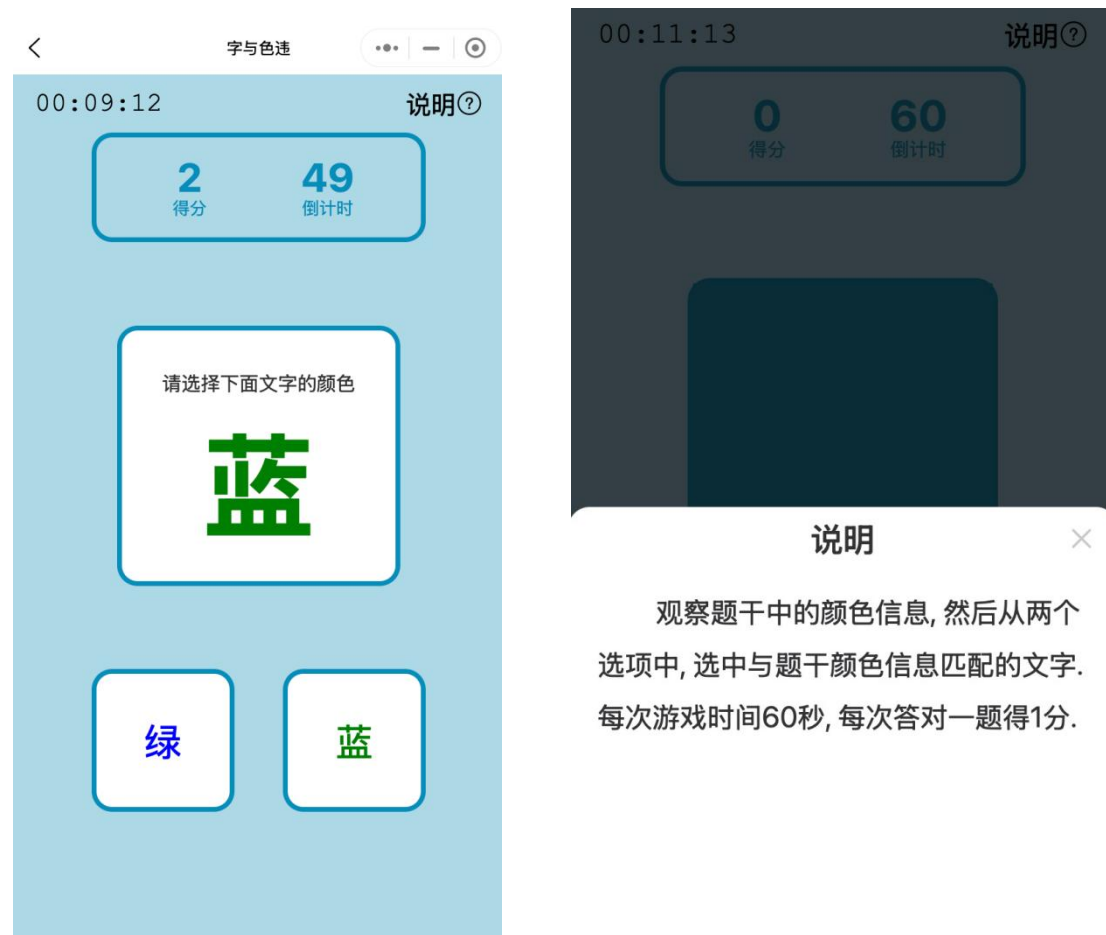 字与色违
00:09:12 说明?
2 49
得分 倒计时
请选择下面文字的颜色
蓝
绿 蓝
00:11:13 说明?
0 60
得分 倒计时
说明
观察题干中的颜色信息, 然后从两个
选项中, 选中与题干颜色信息匹配的文字.
每次游戏时间60秒, 每次答对一题得1分.